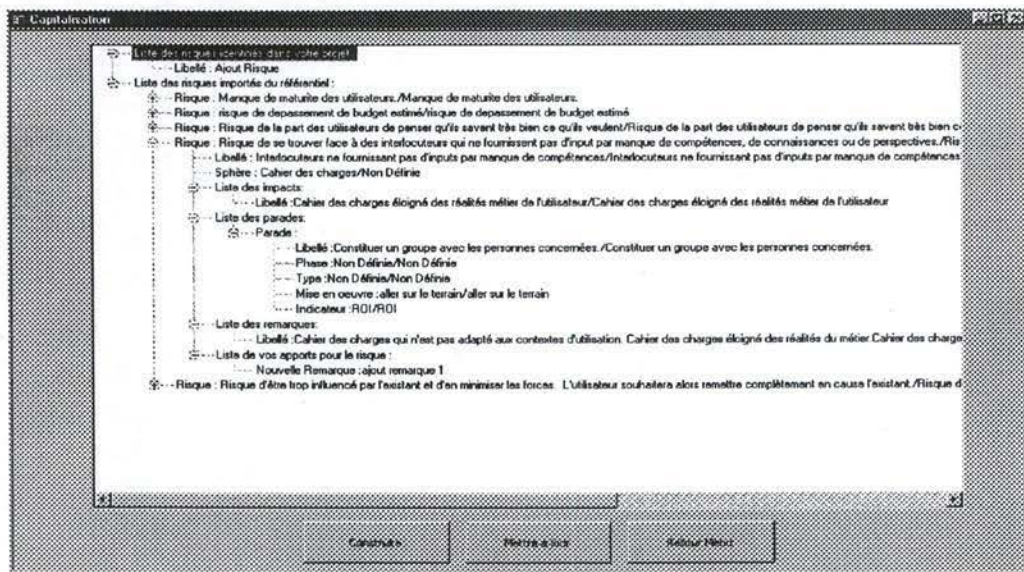 Capitalisation
Liste des risques identifiés dans votre projet
Libellé : Ajout Risque
Liste des risques importés du référentiel :
Risque : Manque de maturite des utilisateurs./Manque de maturite des utilisateurs.
Risque : risque de depassement de budget estimé/risque de depassement de budget estimé
Risque : Risque de la part des utilisateurs de penser qu'ils savent très bien ce qu'ils veulent/Risque de la part des utilisateurs de penser qu'ils savent très bien c
Risque : Risque de se trouver face à des interlocuteurs qui ne fournissent pas d'input par manque de compétences, de connaissances ou de perspectives./Ris
Libellé : Interlocuteurs ne fournissant pas d'inputs par manque de compétences/Interlocuteurs ne fournissant pas d'inputs par manque de compétences
Sphère : Cahier des charges/Non Définie
Liste des impacts:
Libellé :Cahier des charges éloigné des réalités métier de l'utilisateur/Cahier des charges éloigné des réalités métier de l'utilisateur
Liste des parades:
Parade :
Libellé :Constituer un groupe avec les personnes concernées./Constituer un groupe avec les personnes concernées.
Phase :Non Définie/Non Définie
Type :Non Définie/Non Définie
Mise en oeuvre :aller sur le terrain/aller sur le terrain
Indicateur :ROI/ROI
Liste des remarques:
Libellé :Cahier des charges qui n'est pas adapté aux contextes d'utilisation. Cahier des charges éloigné des réalités du métier.Cahier des charge
Liste de vos apports pour le risque :
Nouvelle Remarque :ajout remarque 1
Risque : Risque d'être trop influencé par l'existant et d'en minimiser les forces. L'utilisateur souhaitera alors remettre complètement en cause l'existant./Risque d
Construire Mettre à jour Retour Menu